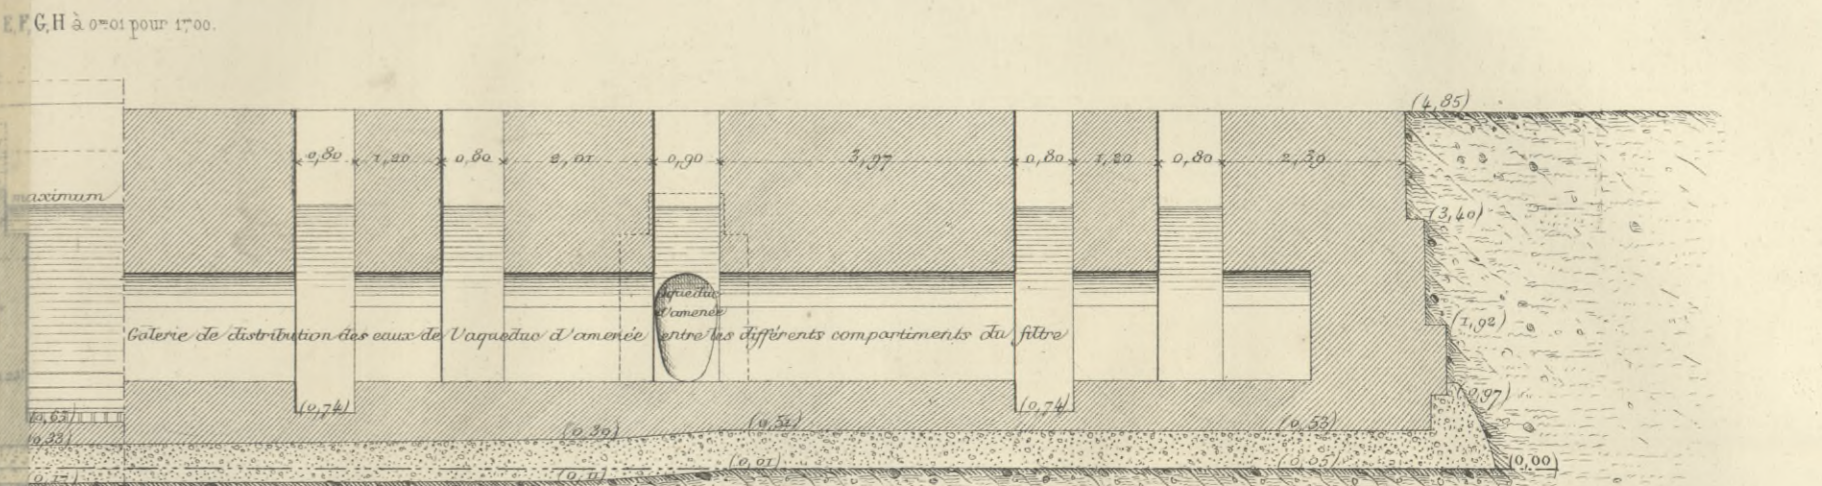 E, F, G, H à 0m01 pour 1m00.
(4,85)
0,80 1,20 0,80 2,01 0,90 3,97 0,80 1,20 0,80 2,30
maximum
(3,40)
Aqueduc
d'amenée
(1,92)
Galerie de distribution des eaux de l'aqueduc d'amenée entre les différents compartiments du filtre
(0,97)
(0,74) (0,74)
(0,63)
(0,51) (0,53)
(0,33) (0,39)
(0,01) (0,05) (0,00)